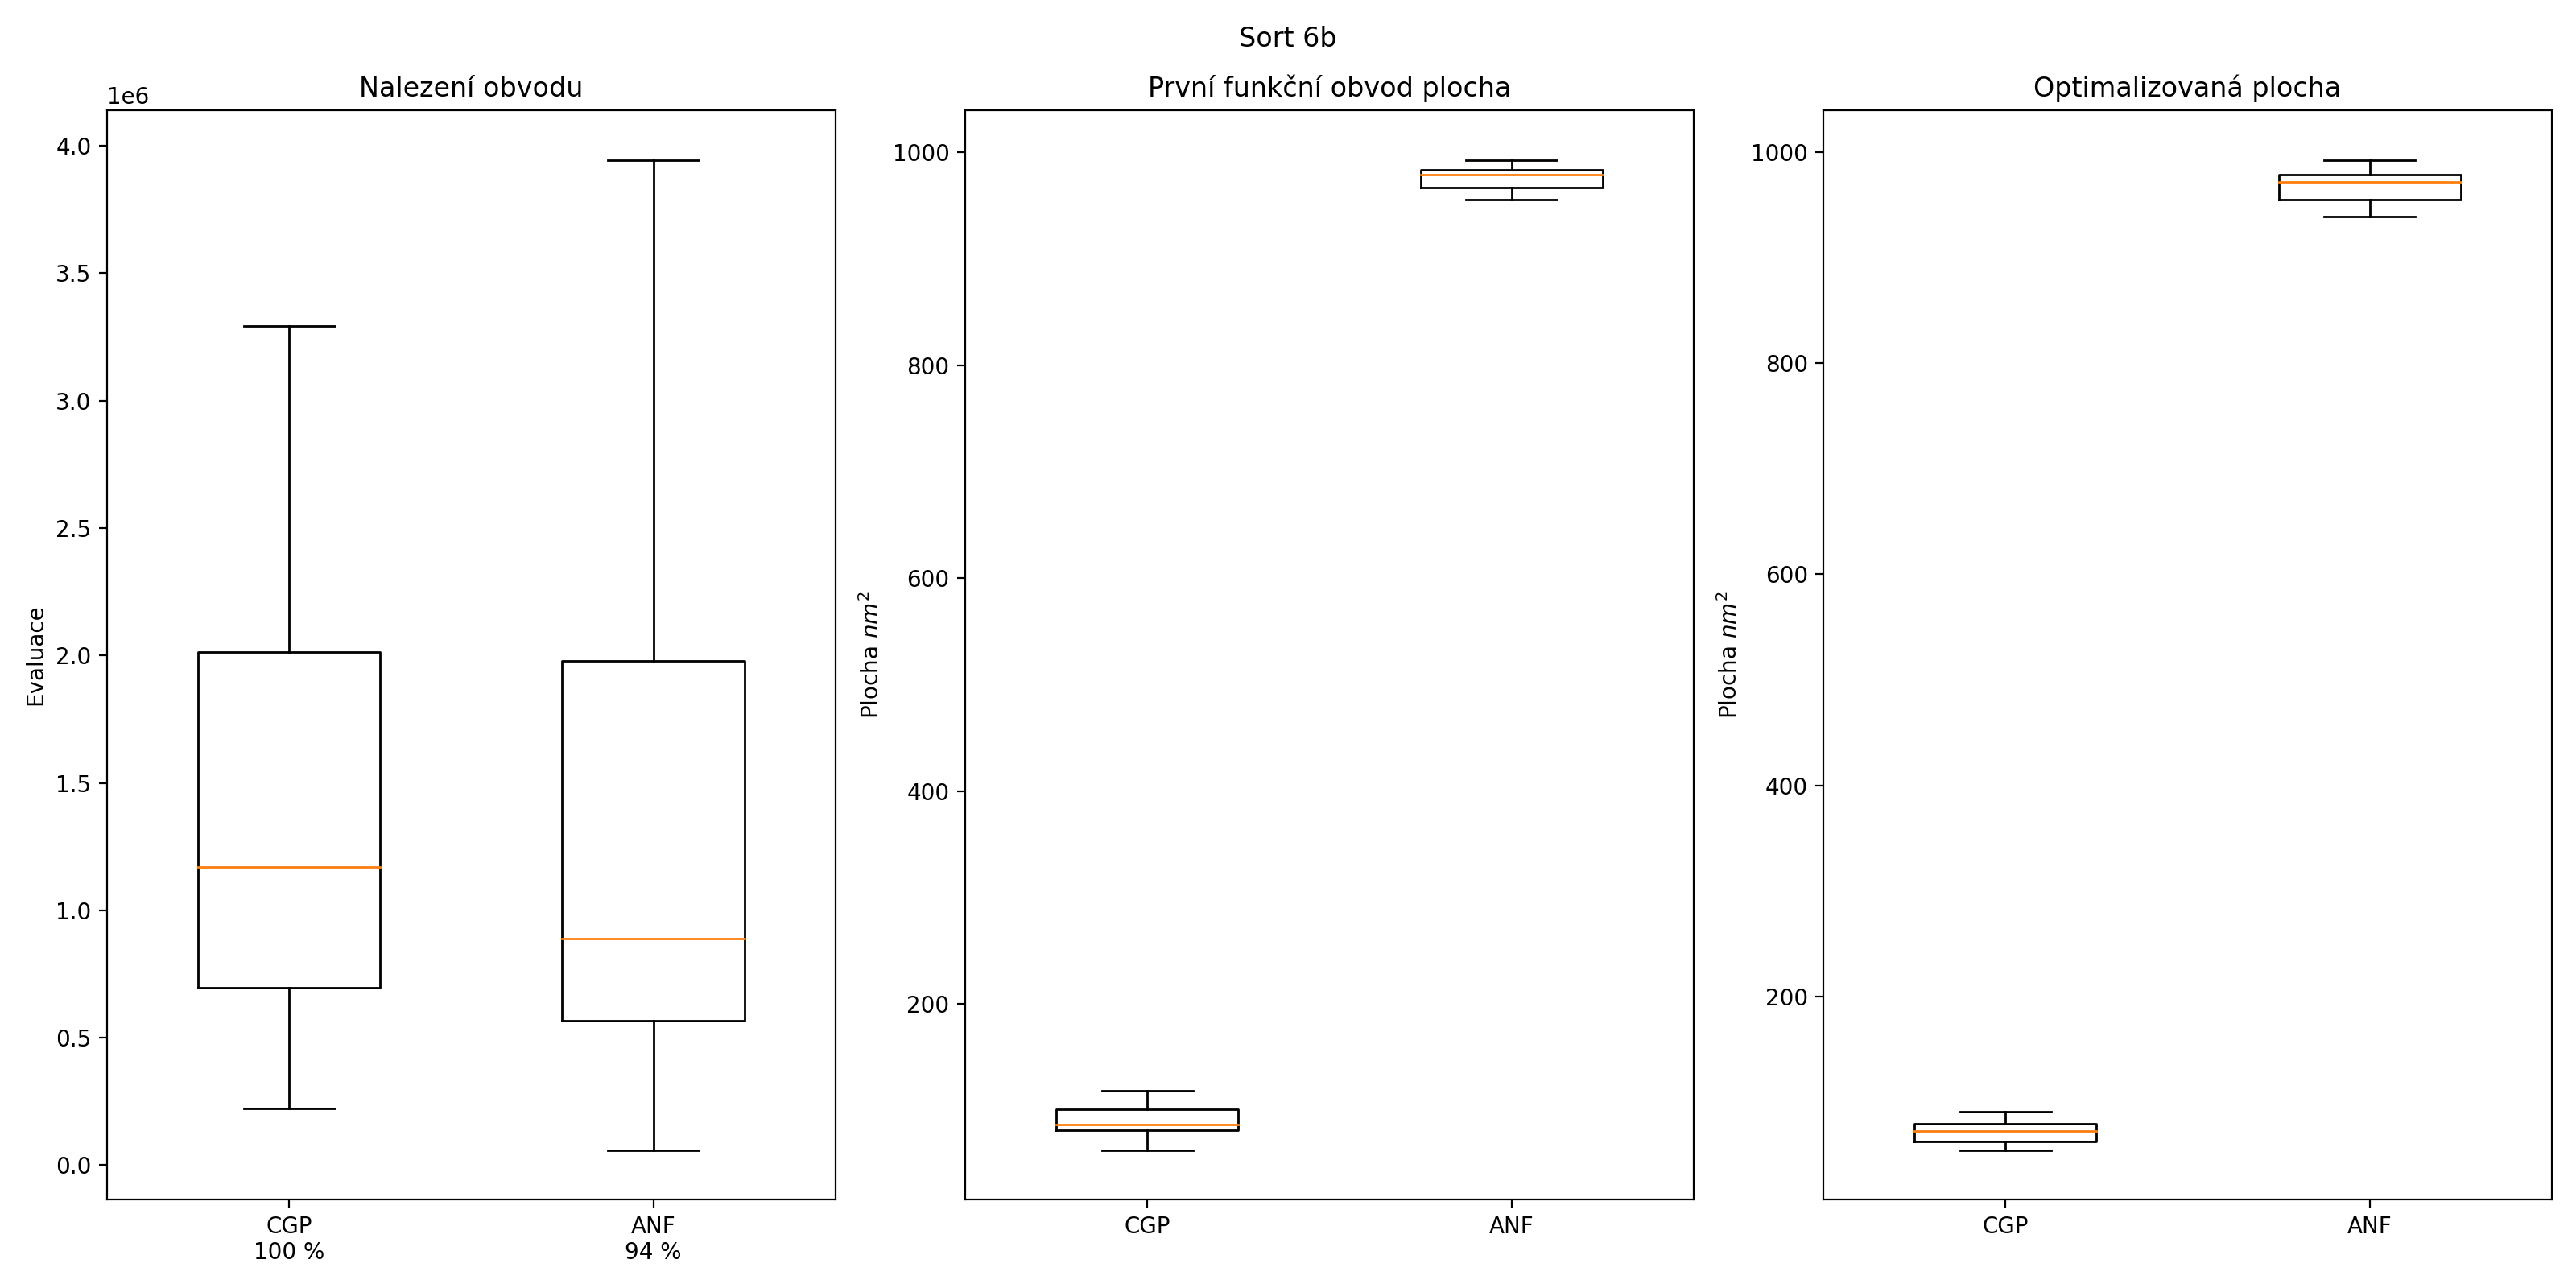 Sort 6b
Nalezení obvodu
1e6
4.0
3.5
3.0
2.5
2.0
1.5
1.0
0.5
0.0
Evaluace
CGP
100 %
ANF
94 %
První funkční obvod plocha
1000
800
600
400
200
Plocha nm²
CGP
ANF
Optimalizovaná plocha
1000
800
600
400
200
Plocha nm²
CGP
ANF